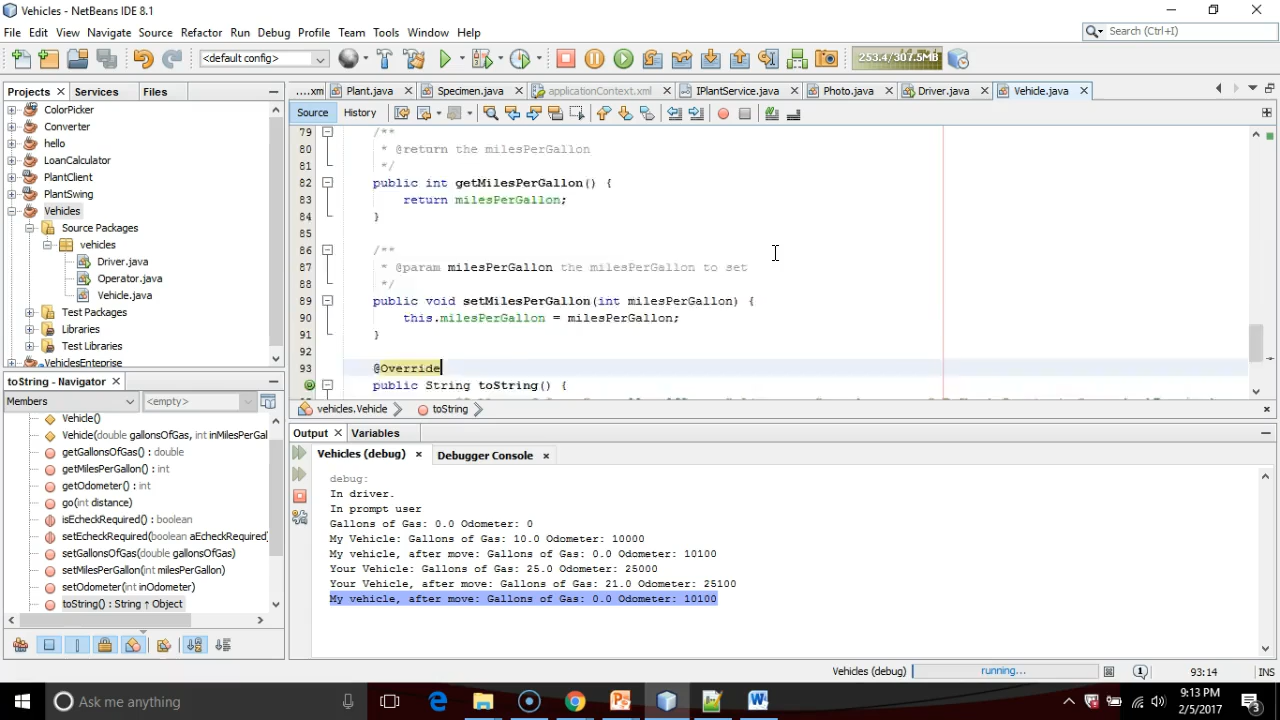 Vehicles - NetBeans IDE 8.1
File Edit View Navigate Source Refactor Run Debug Profile Team Tools Window Help
Search (Ctrl+I)
<default config>
253.4/307.5MB
Projects Services Files
...xm Plant.java Specimen.java applicationContext.xml IPlantService.java Photo.java Driver.java Vehicle.java
Source History
ColorPicker
Converter
hello
LoanCalculator
PlantClient
PlantSwing
Vehicles
Source Packages
vehicles
Driver.java
Operator.java
Vehicle.java
Test Packages
Libraries
Test Libraries
VehiclesEnteprise
79 /**
80 * @return the milesPerGallon
81 */
82 public int getMilesPerGallon() {
83 return milesPerGallon;
84 }
85
86 /**
87 * @param milesPerGallon the milesPerGallon to set
88 */
89 public void setMilesPerGallon(int milesPerGallon) {
90 this.milesPerGallon = milesPerGallon;
91 }
92
93 @Override
public String toString() {
vehicles.Vehicle toString
toString - Navigator
Members <empty>
Vehicle()
Vehicle(double gallonsOfGas, int inMilesPerGal
getGallonsOfGas() : double
getMilesPerGallon() : int
getOdometer() : int
go(int distance)
isEcheckRequired() : boolean
setEcheckRequired(boolean aEcheckRequired)
setGallonsOfGas(double gallonsOfGas)
setMilesPerGallon(int milesPerGallon)
setOdometer(int inOdometer)
toString() : String ↑ Object
Output Variables
Vehicles (debug) Debugger Console
debug:
In driver.
In prompt user
Gallons of Gas: 0.0 Odometer: 0
My Vehicle: Gallons of Gas: 10.0 Odometer: 10000
My vehicle, after move: Gallons of Gas: 0.0 Odometer: 10100
Your Vehicle: Gallons of Gas: 25.0 Odometer: 25000
Your Vehicle, after move: Gallons of Gas: 21.0 Odometer: 25100
My vehicle, after move: Gallons of Gas: 0.0 Odometer: 10100
Vehicles (debug) running... 1 93:14 INS
Ask me anything
9:13 PM
2/5/2017
3